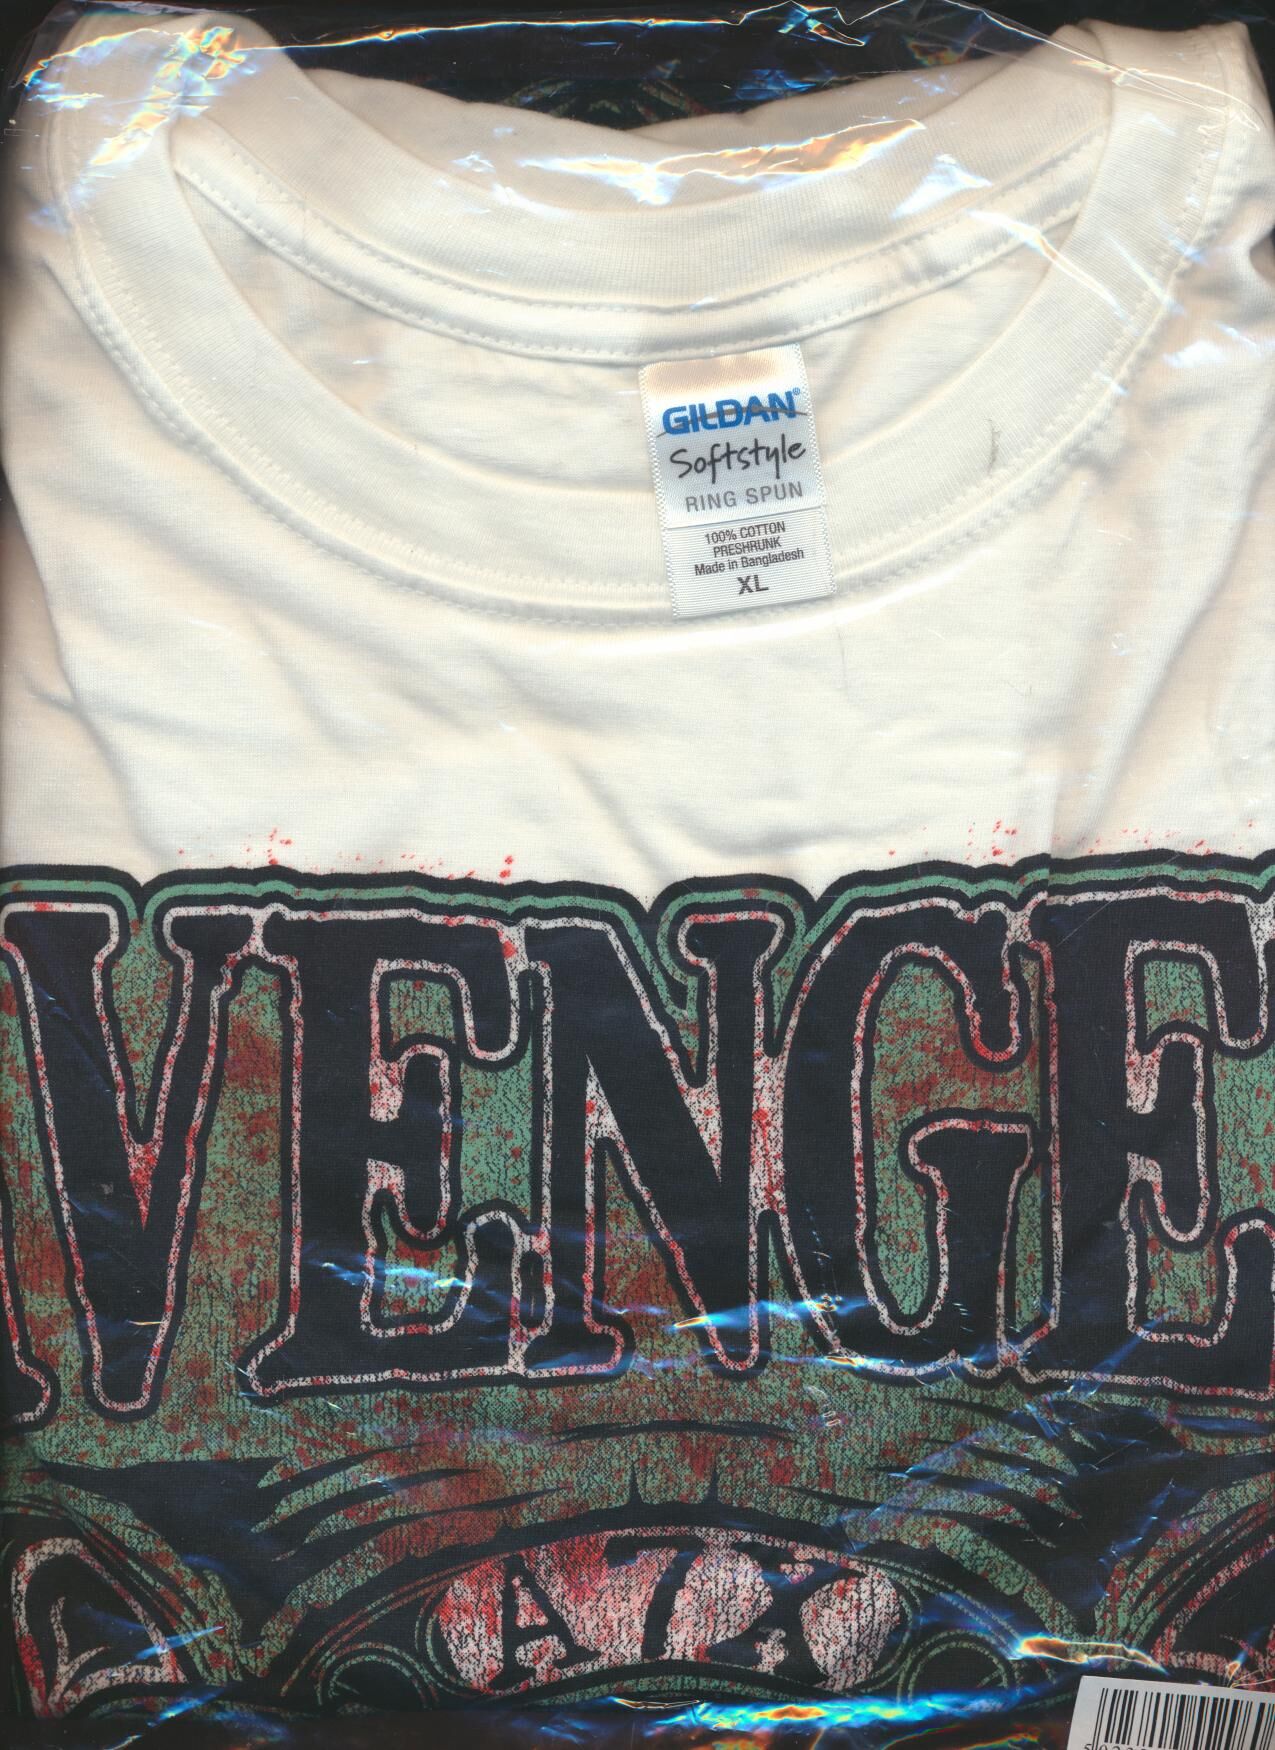 GILDAN®
Softstyle
RING SPUN
100% COTTON
PRESHRUNK
Made in Bangladesh
XL
VENGE
A7X